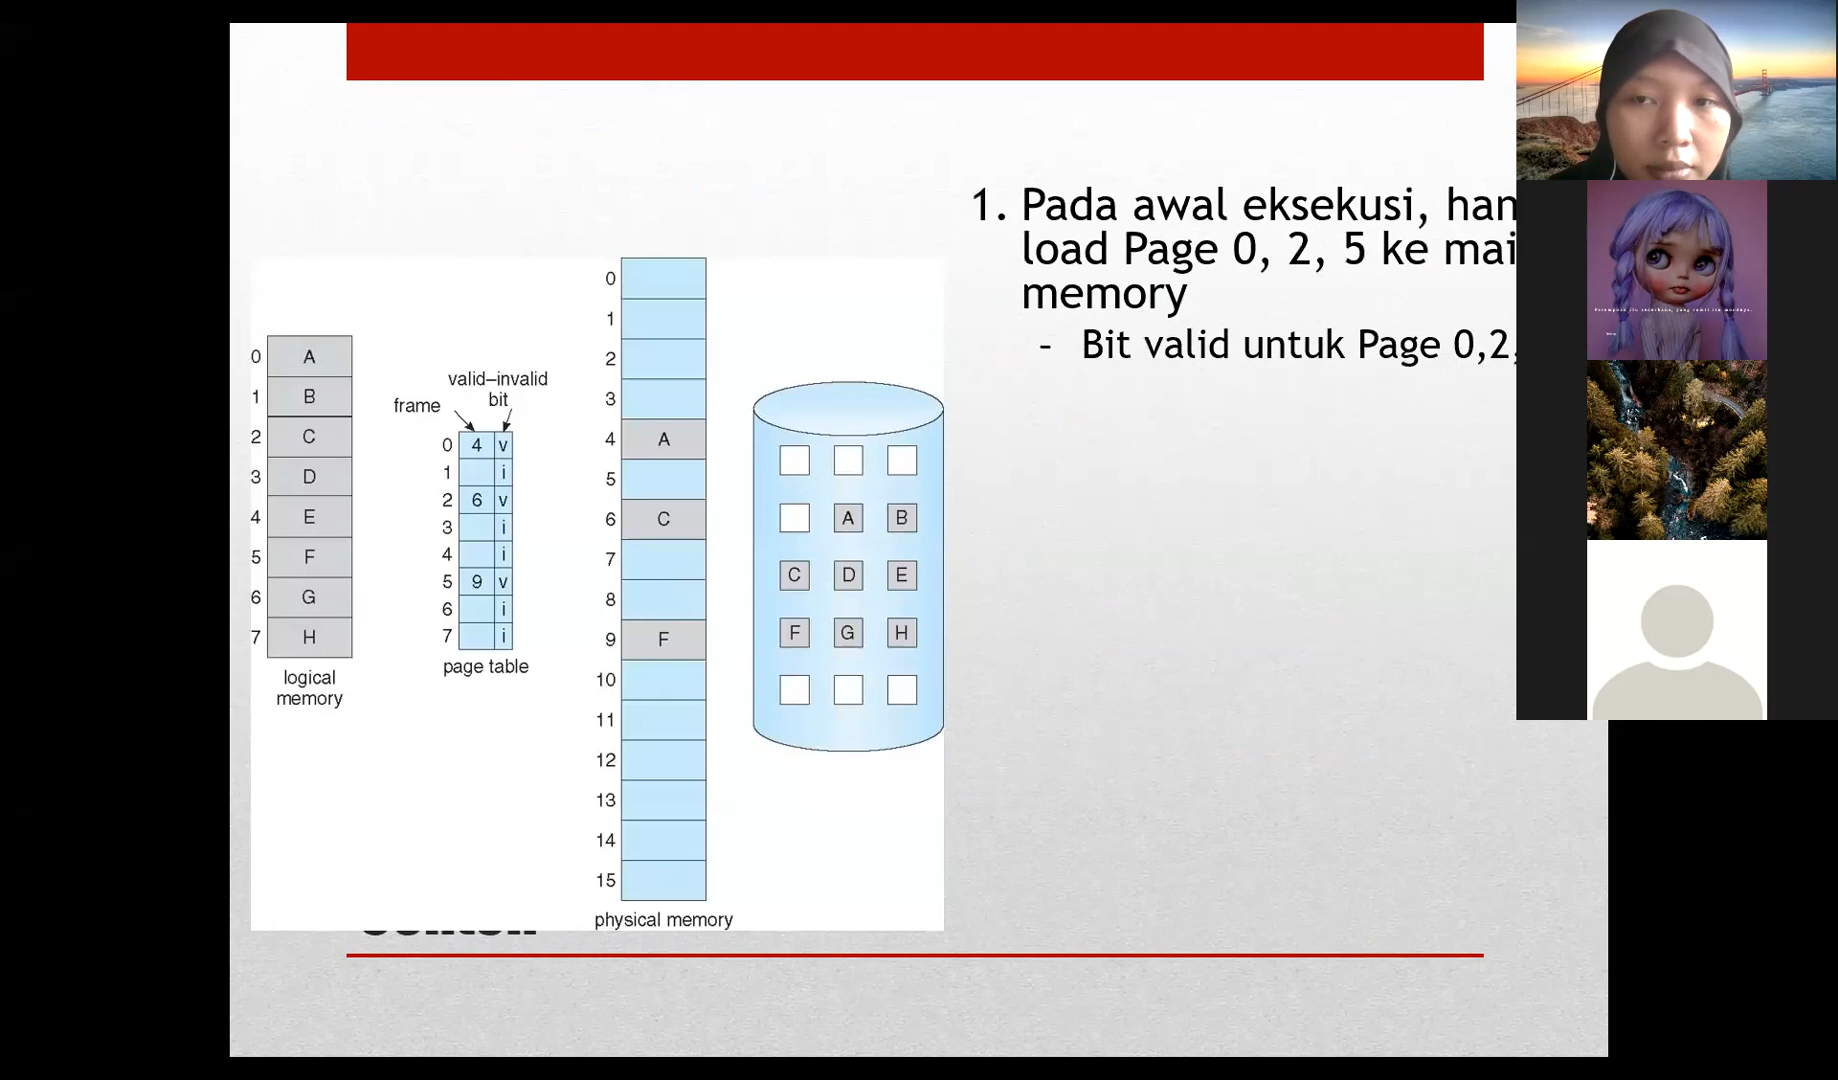 1. Pada awal eksekusi, han
load Page 0, 2, 5 ke mai
memory
- Bit valid untuk Page 0,2,
0 A
1 B
2 C
3 D
4 E
5 F
6 G
7 H
logical
memory
valid–invalid
bit
frame
0 4 v
1 i
2 6 v
3 i
4 i
5 9 v
6 i
7 i
page table
0
1
2
3
4 A
5
6 C
7
8
9 F
10
11
12
13
14
15
physical memory
A B
C D E
F G H